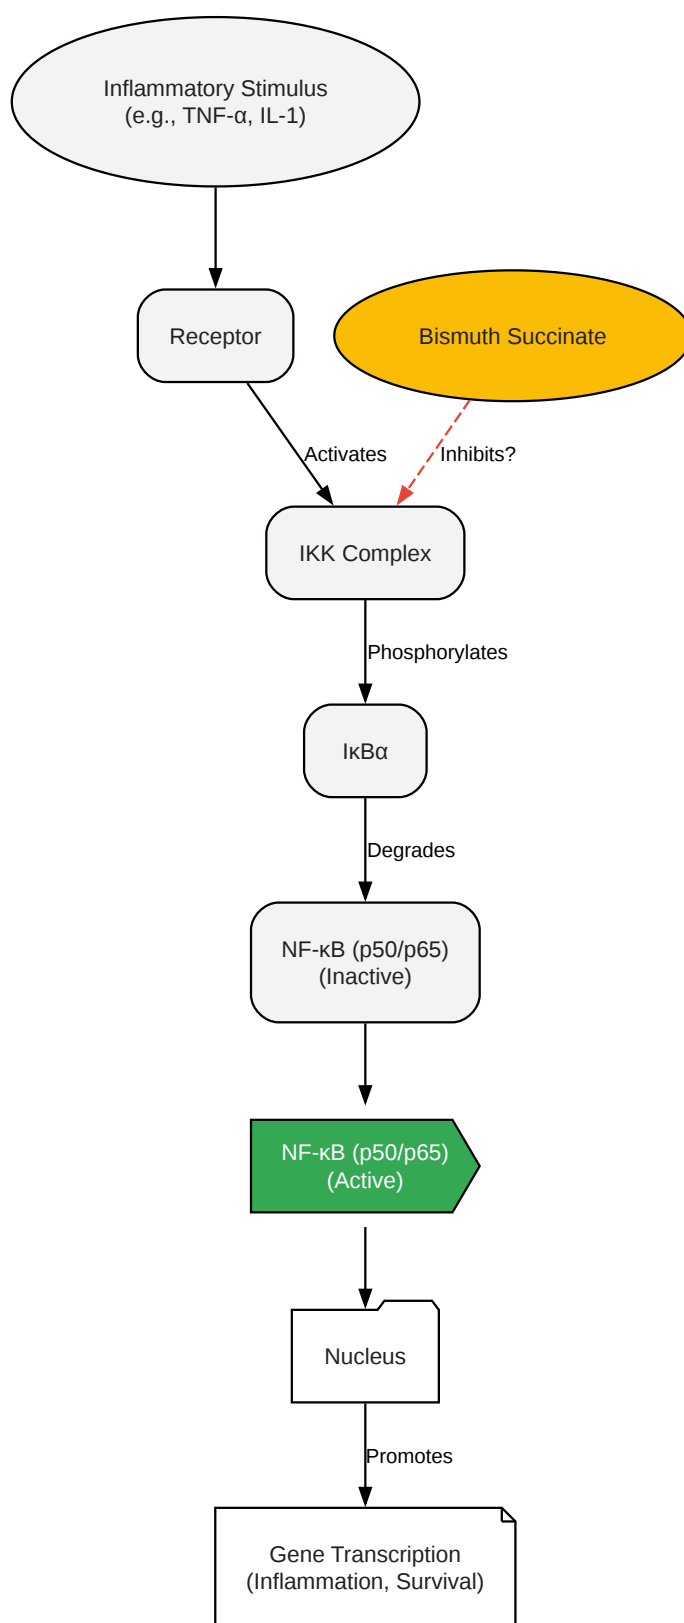 Inflammatory Stimulus
(e.g., TNF-α, IL-1)
Receptor
Bismuth Succinate
Activates
Inhibits?
IKK Complex
Phosphorylates
IκBα
Degrades
NF-κB (p50/p65)
(Inactive)
NF-κB (p50/p65)
(Active)
Nucleus
Promotes
Gene Transcription
(Inflammation, Survival)